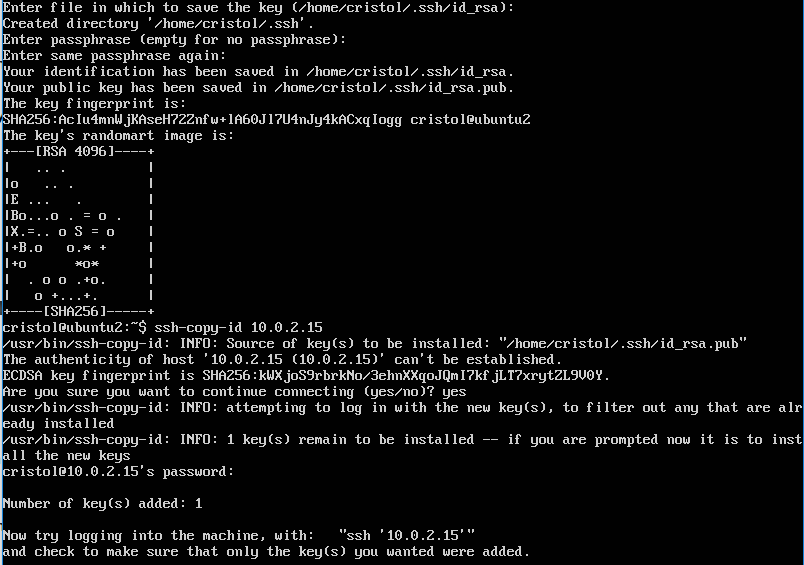 Enter file in which to save the key (/home/cristol/.ssh/id_rsa):
Created directory '/home/cristol/.ssh'.
Enter passphrase (empty for no passphrase):
Enter same passphrase again:
Your identification has been saved in /home/cristol/.ssh/id_rsa.
Your public key has been saved in /home/cristol/.ssh/id_rsa.pub.
The key fingerprint is:
SHA256:AcIu4mnWjKAseH72Znfw+lA60Jl7U4nJy4kACxqIogg cristol@ubuntu2
The key's randomart image is:
+---[RSA 4096]----+
|   .. .          |
|o   .. .         |
|E ...   .        |
|Bo...o . = o .   |
|X.=.. o S = o    |
|+B.o   o.* +     |
|+o      *o*      |
|  . o o .+o.     |
|   o +...+.      |
+----[SHA256]-----+
cristol@ubuntu2:~$ ssh-copy-id 10.0.2.15
/usr/bin/ssh-copy-id: INFO: Source of key(s) to be installed: "/home/cristol/.ssh/id_rsa.pub"
The authenticity of host '10.0.2.15 (10.0.2.15)' can't be established.
ECDSA key fingerprint is SHA256:kWXjoS9rbrkNo/3ehnXXqoJQmI7kfjLT7xrytZL9V0Y.
Are you sure you want to continue connecting (yes/no)? yes
/usr/bin/ssh-copy-id: INFO: attempting to log in with the new key(s), to filter out any that are alr
eady installed
/usr/bin/ssh-copy-id: INFO: 1 key(s) remain to be installed -- if you are prompted now it is to inst
all the new keys
cristol@10.0.2.15's password:
Number of key(s) added: 1
Now try logging into the machine, with:   "ssh '10.0.2.15'"
and check to make sure that only the key(s) you wanted were added.